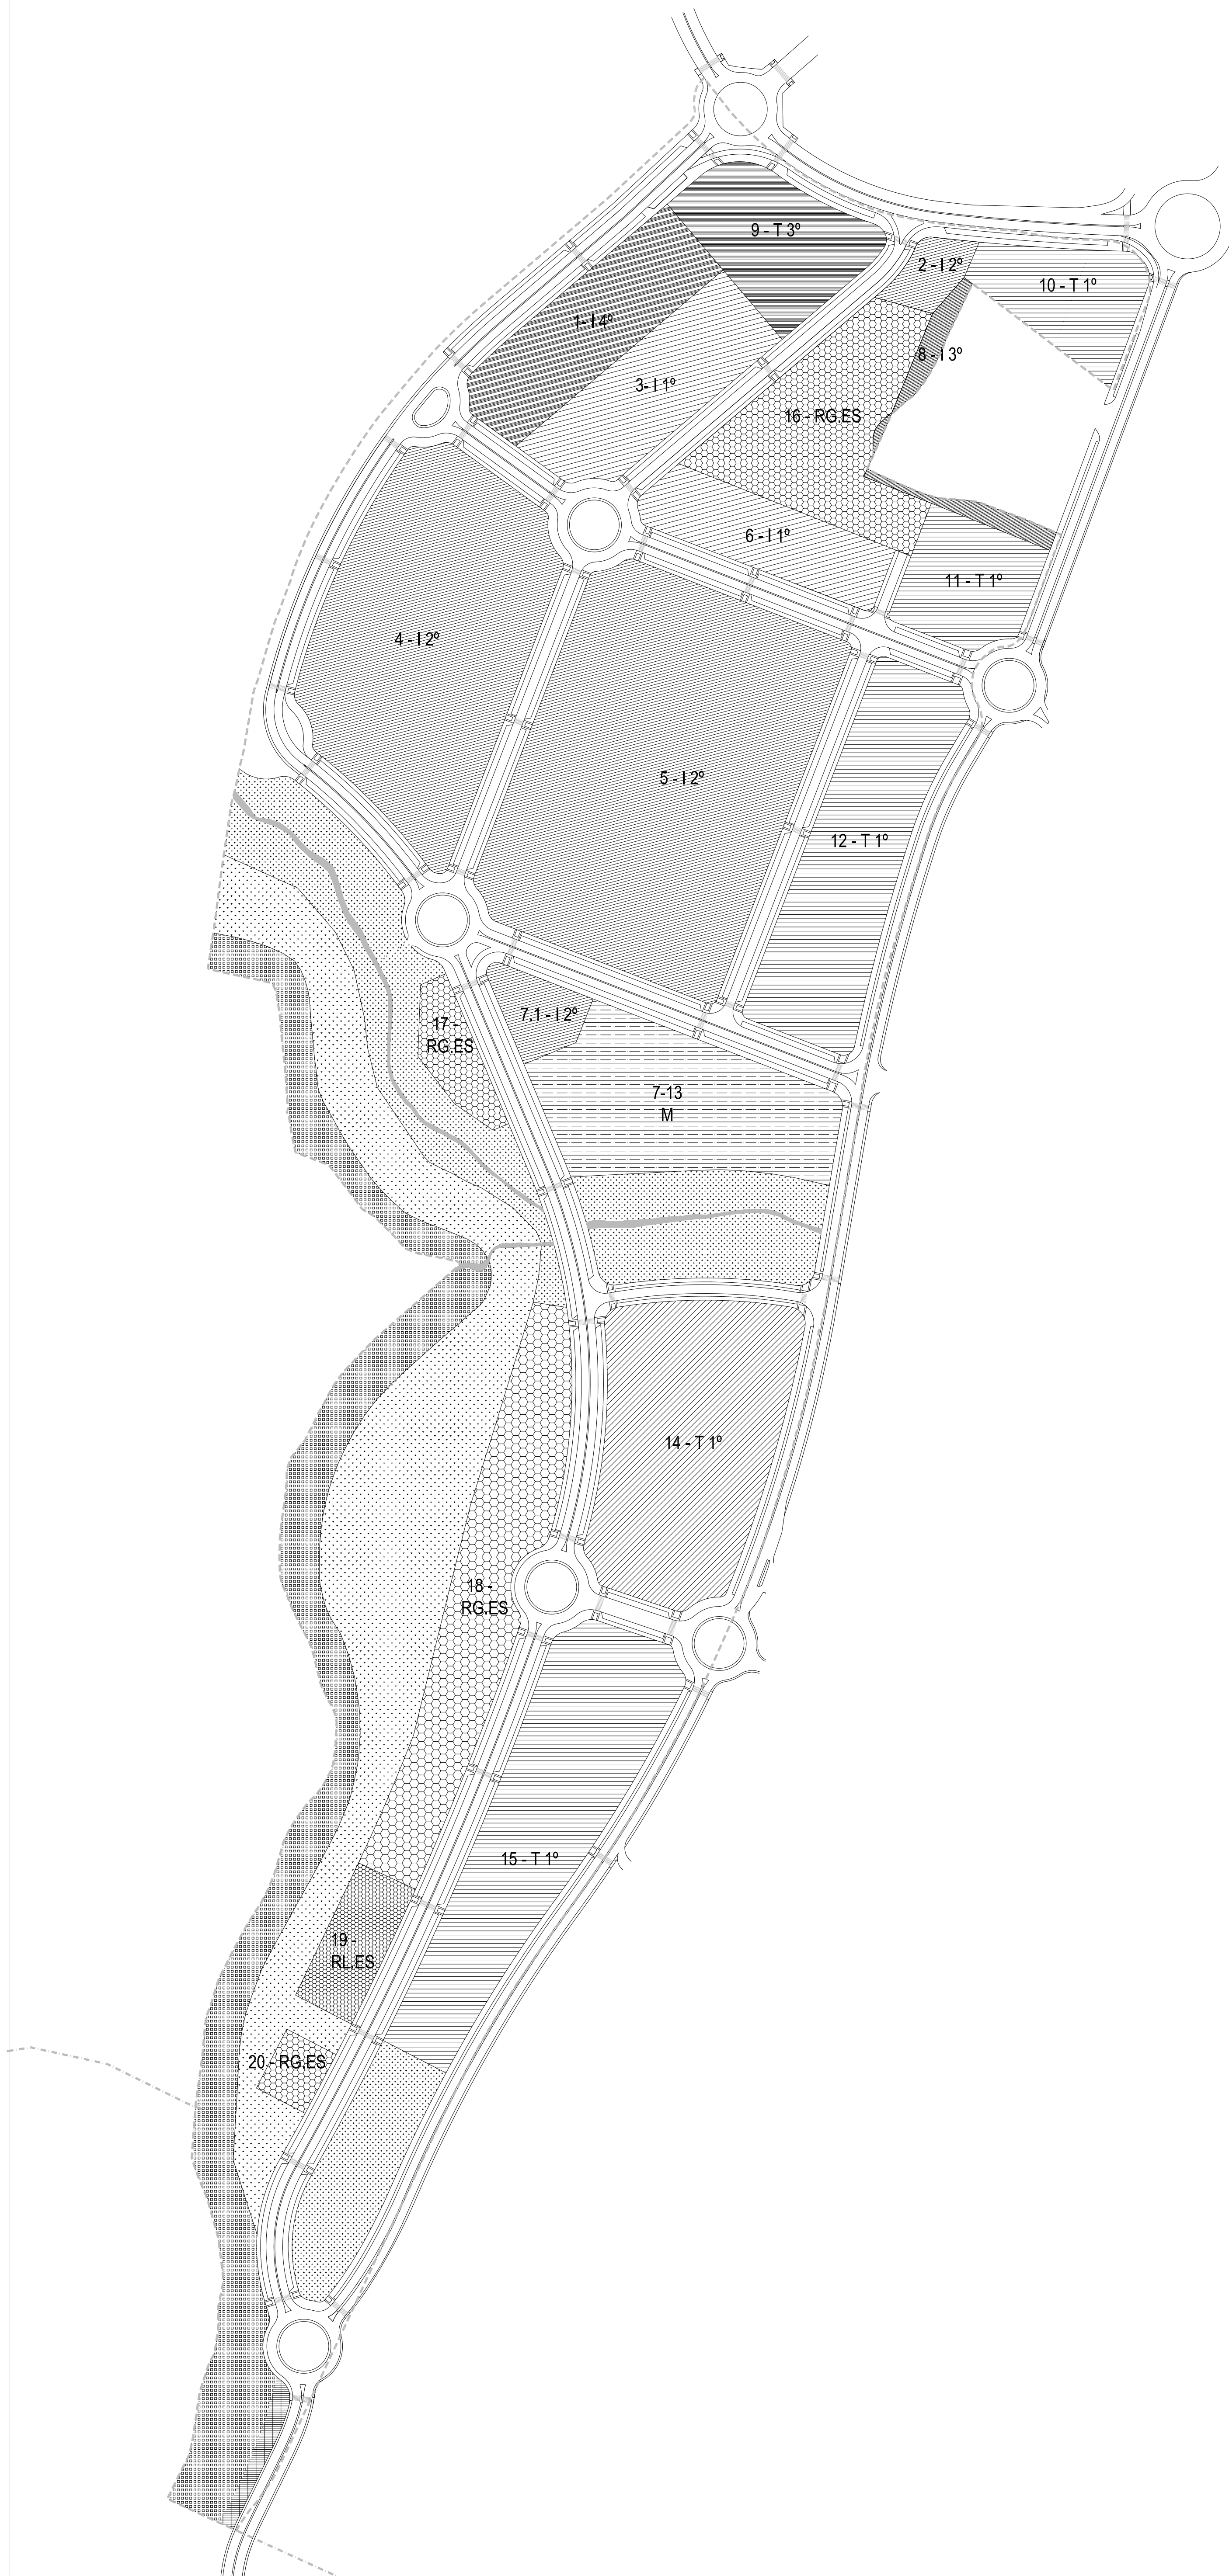 9 - T 3º
2 - I 2º
10 - T 1º
1- I 4º
8 - I 3º
3- I 1º
16 - RG.ES
6 - I 1º
11 - T 1º
4 - I 2º
5 - I 2º
12 - T 1º
7.1 - I 2º
17 -
RG.ES
7-13
M
14 - T 1º
18 -
RG.ES
15 - T 1º
19 -
RL.ES
20 - RG.ES